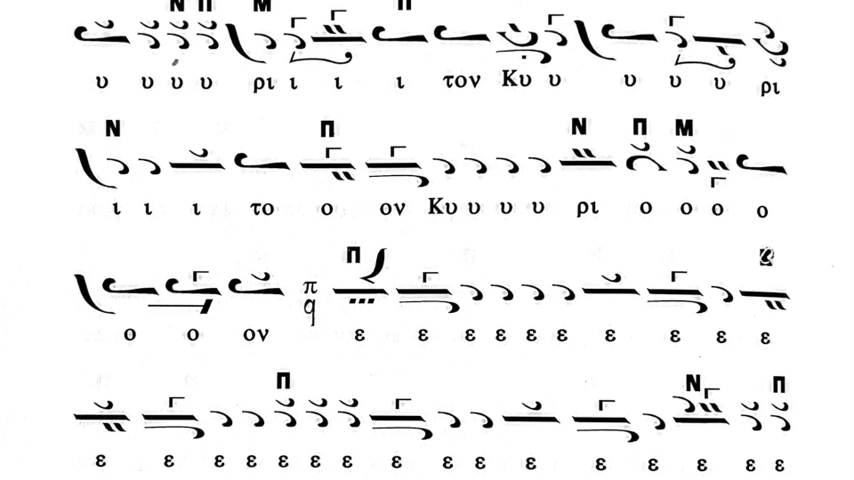 Ν Π Μ Π
υ υ υ υ ρι ι ι ι τον Κυ υ υ υ υ ρι
Ν Π Ν Π Μ
ι ι ι το ο ον Κυ υ υ υ ρι ο ο ο ο
Π
ο ο ον π q ε ε ε ε ε ε ε ε ε ε
Π Ν Π
ε ε ε ε ε ε ε ε ε ε ε ε ε ε ε ε